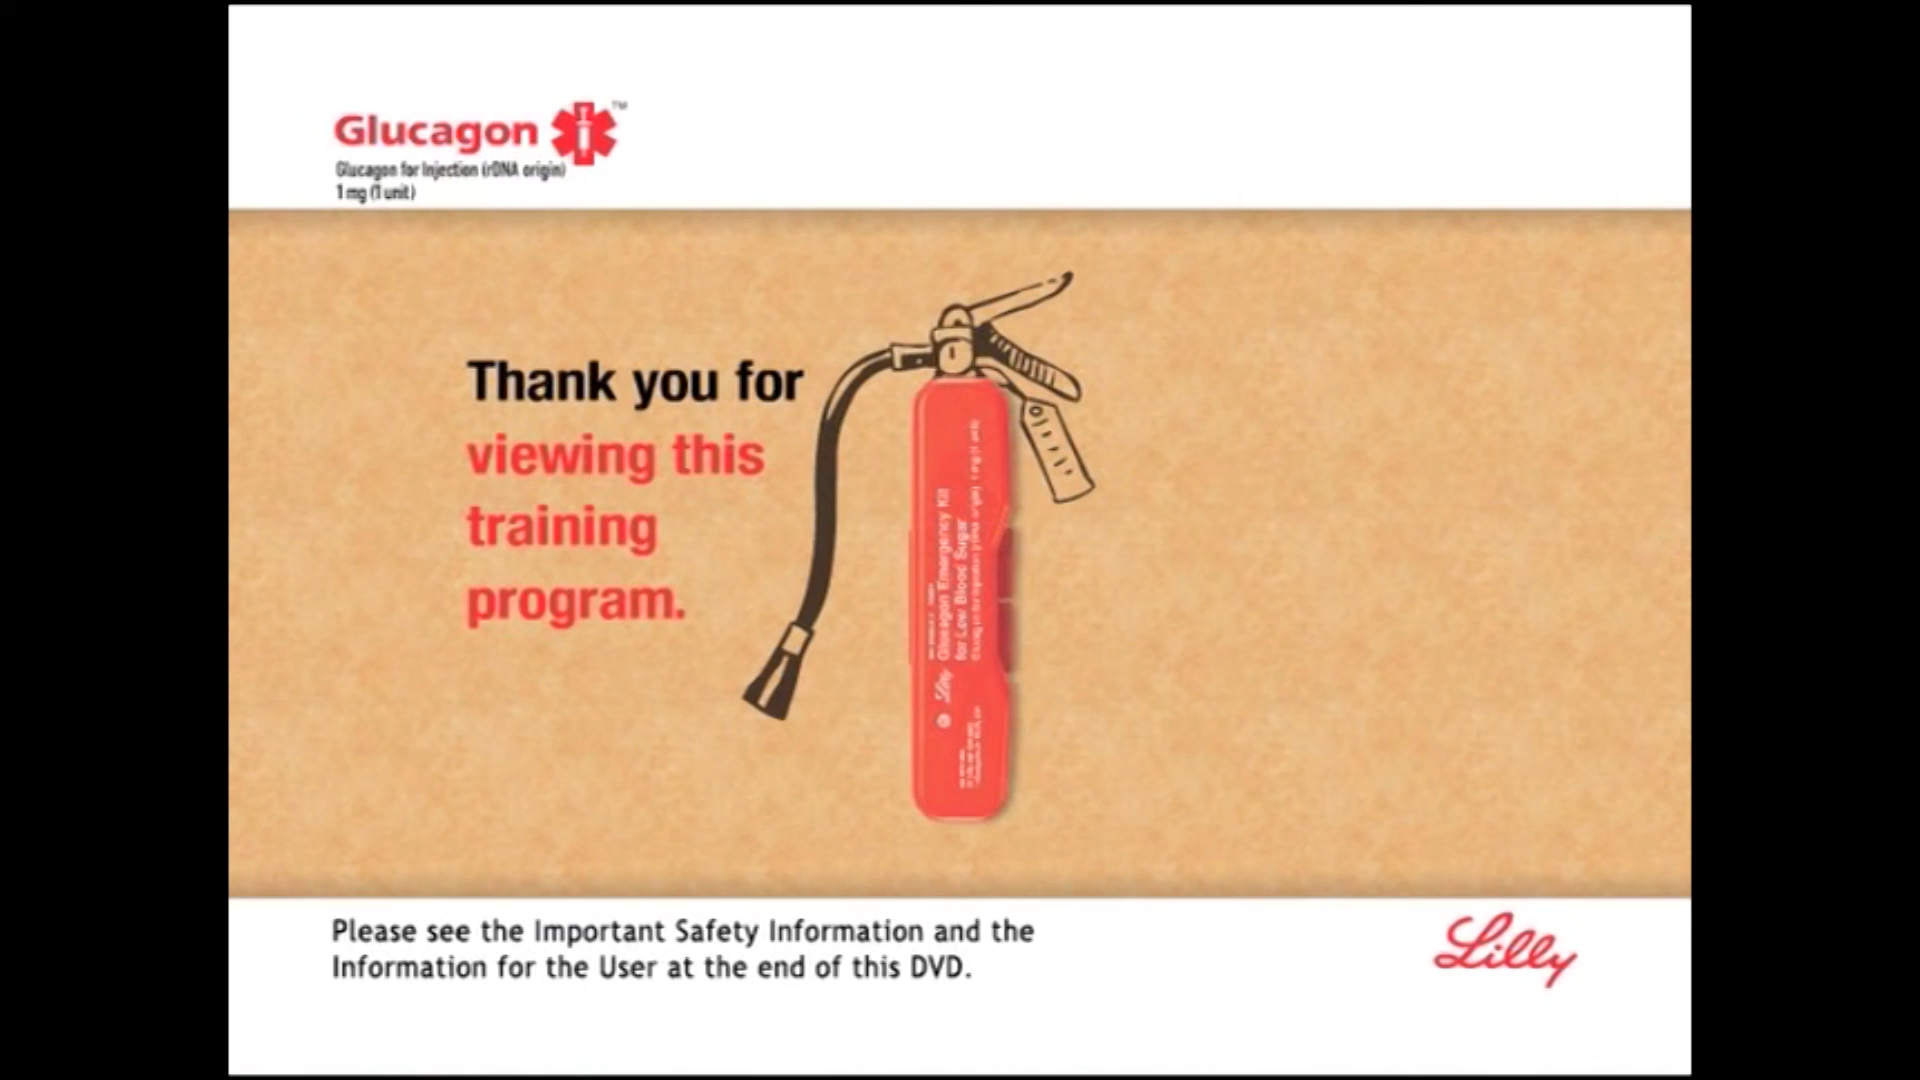 Glucagon™
Glucagon for Injection (rDNA origin)
1 mg (1 unit)
Thank you for
viewing this
training
program.
Lilly
Glucagon Emergency Kit
for Low Blood Sugar
Please see the Important Safety Information and the
Information for the User at the end of this DVD.
Lilly